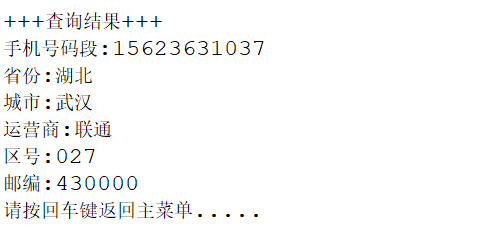 +++查询结果+++
手机号码段:15623631037
省份:湖北
城市:武汉
运营商:联通
区号:027
邮编:430000
请按回车键返回主菜单.....